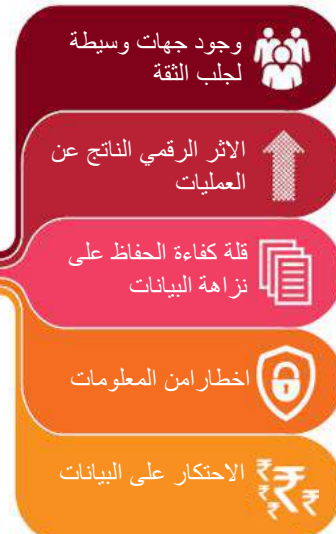 وجود جهات وسيطة
لجلب الثقة
الاثر الرقمي الناتج عن
العمليات
قلة كفاءة الحفاظ على
نزاهة البيانات
اخطارامن المعلومات
الاحتكار على البيانات